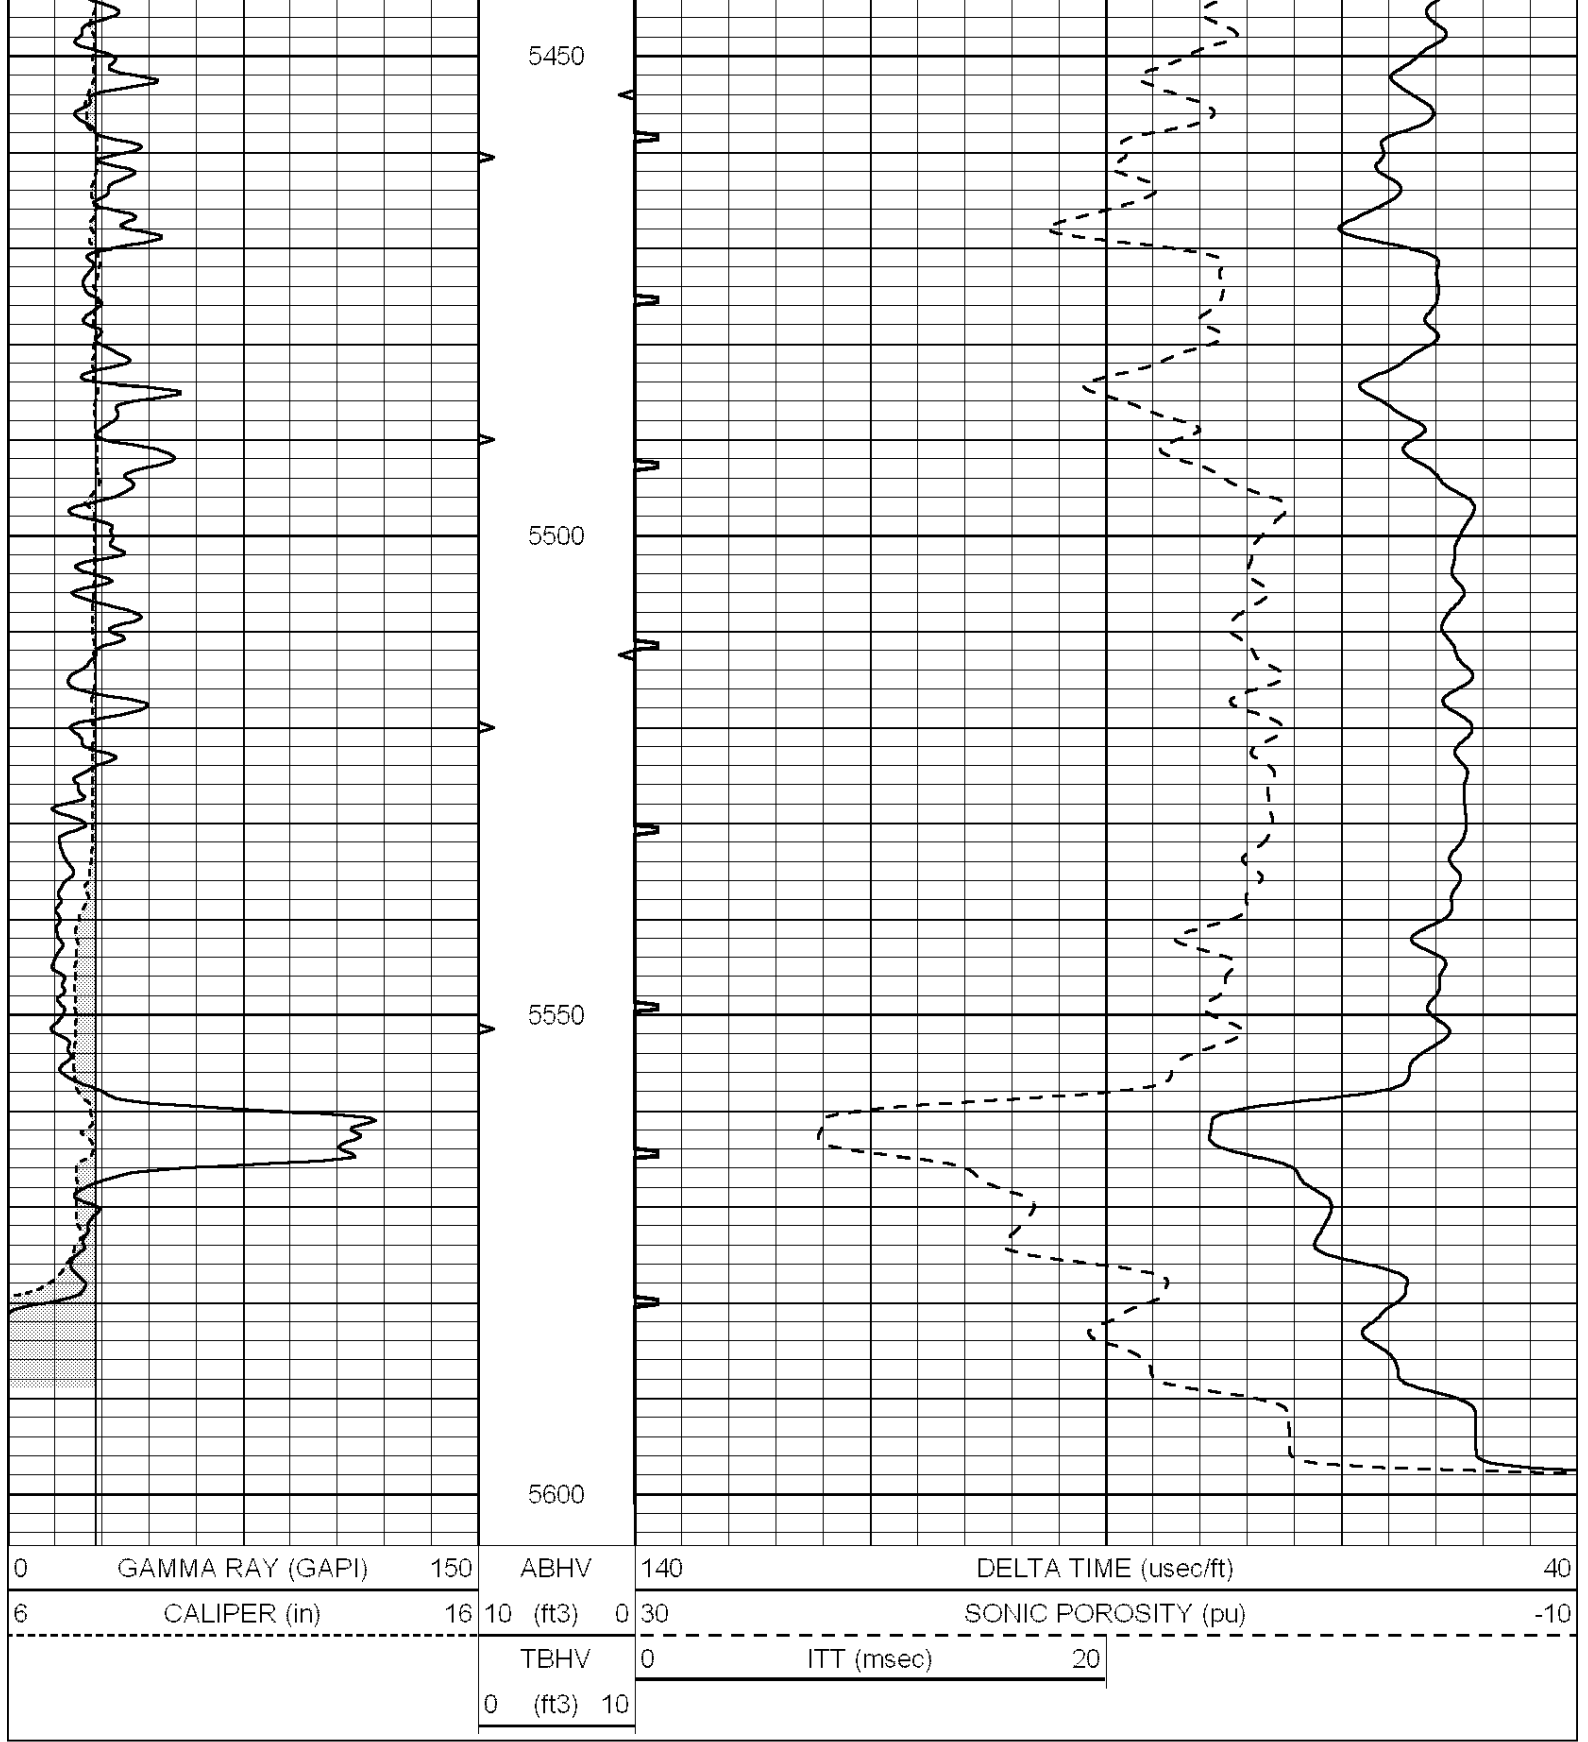 5450
5500
5550
5600
0 GAMMA RAY (GAPI) 150 ABHV 140 DELTA TIME (usec/ft) 40
6 CALIPER (in) 16 10 (ft3) 0 30 SONIC POROSITY (pu) -10
TBHV 0 ITT (msec) 20
0 (ft3) 10